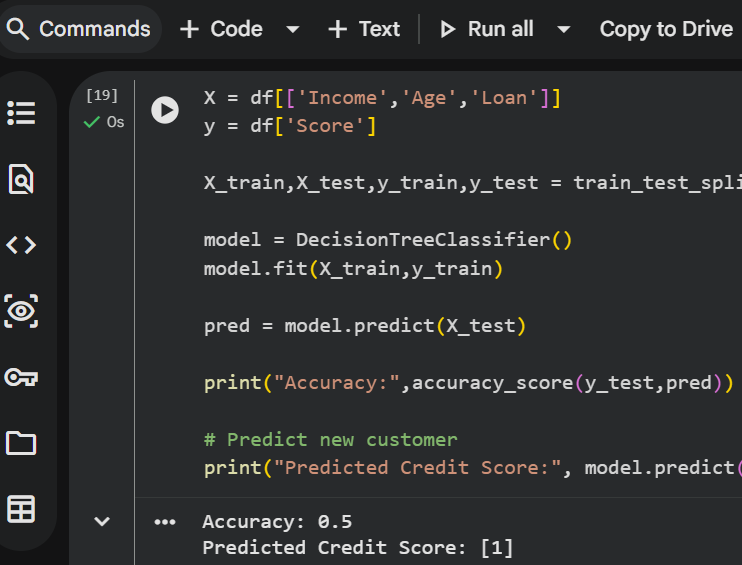 Commands + Code + Text Run all Copy to Drive
[19]
0s
X = df[['Income','Age','Loan']]
y = df['Score']
X_train,X_test,y_train,y_test = train_test_spli
model = DecisionTreeClassifier()
model.fit(X_train,y_train)
pred = model.predict(X_test)
print("Accuracy:",accuracy_score(y_test,pred))
# Predict new customer
print("Predicted Credit Score:", model.predict(
Accuracy: 0.5
Predicted Credit Score: [1]